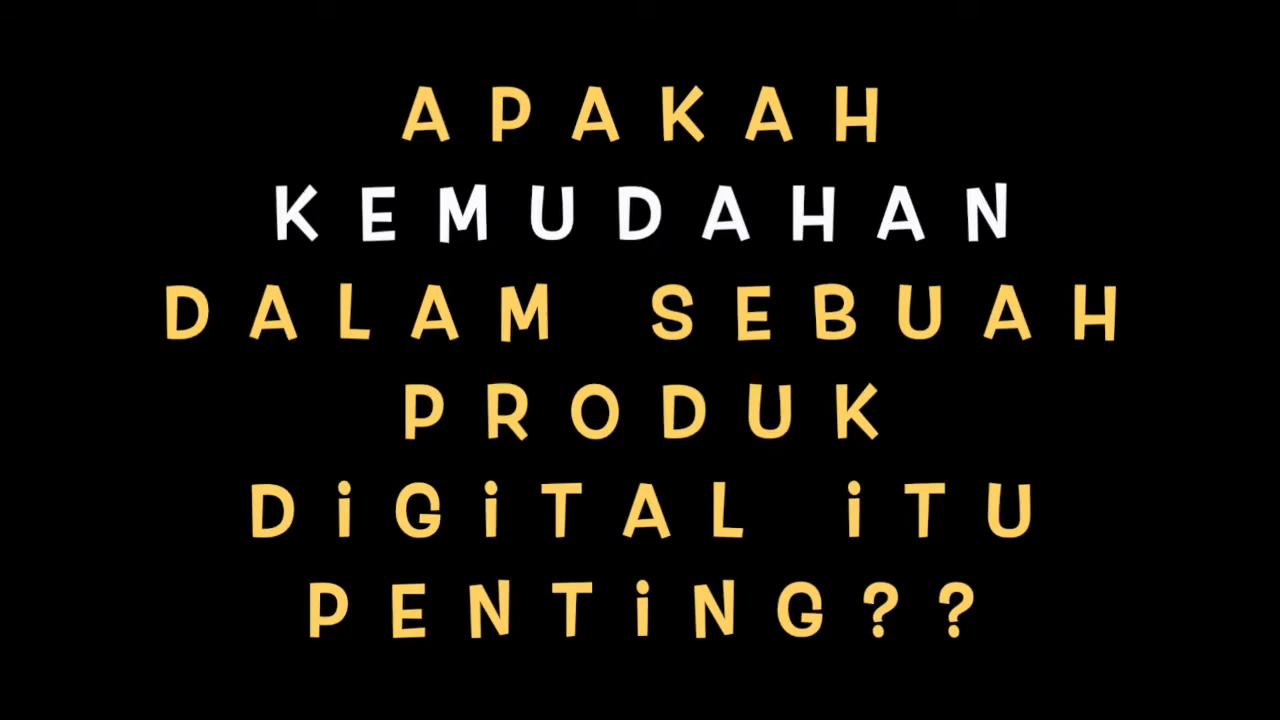 APAKAH
KEMUDAHAN
DALAM SEBUAH
PRODUK
DiGiTAL iTU
PENTiNG??